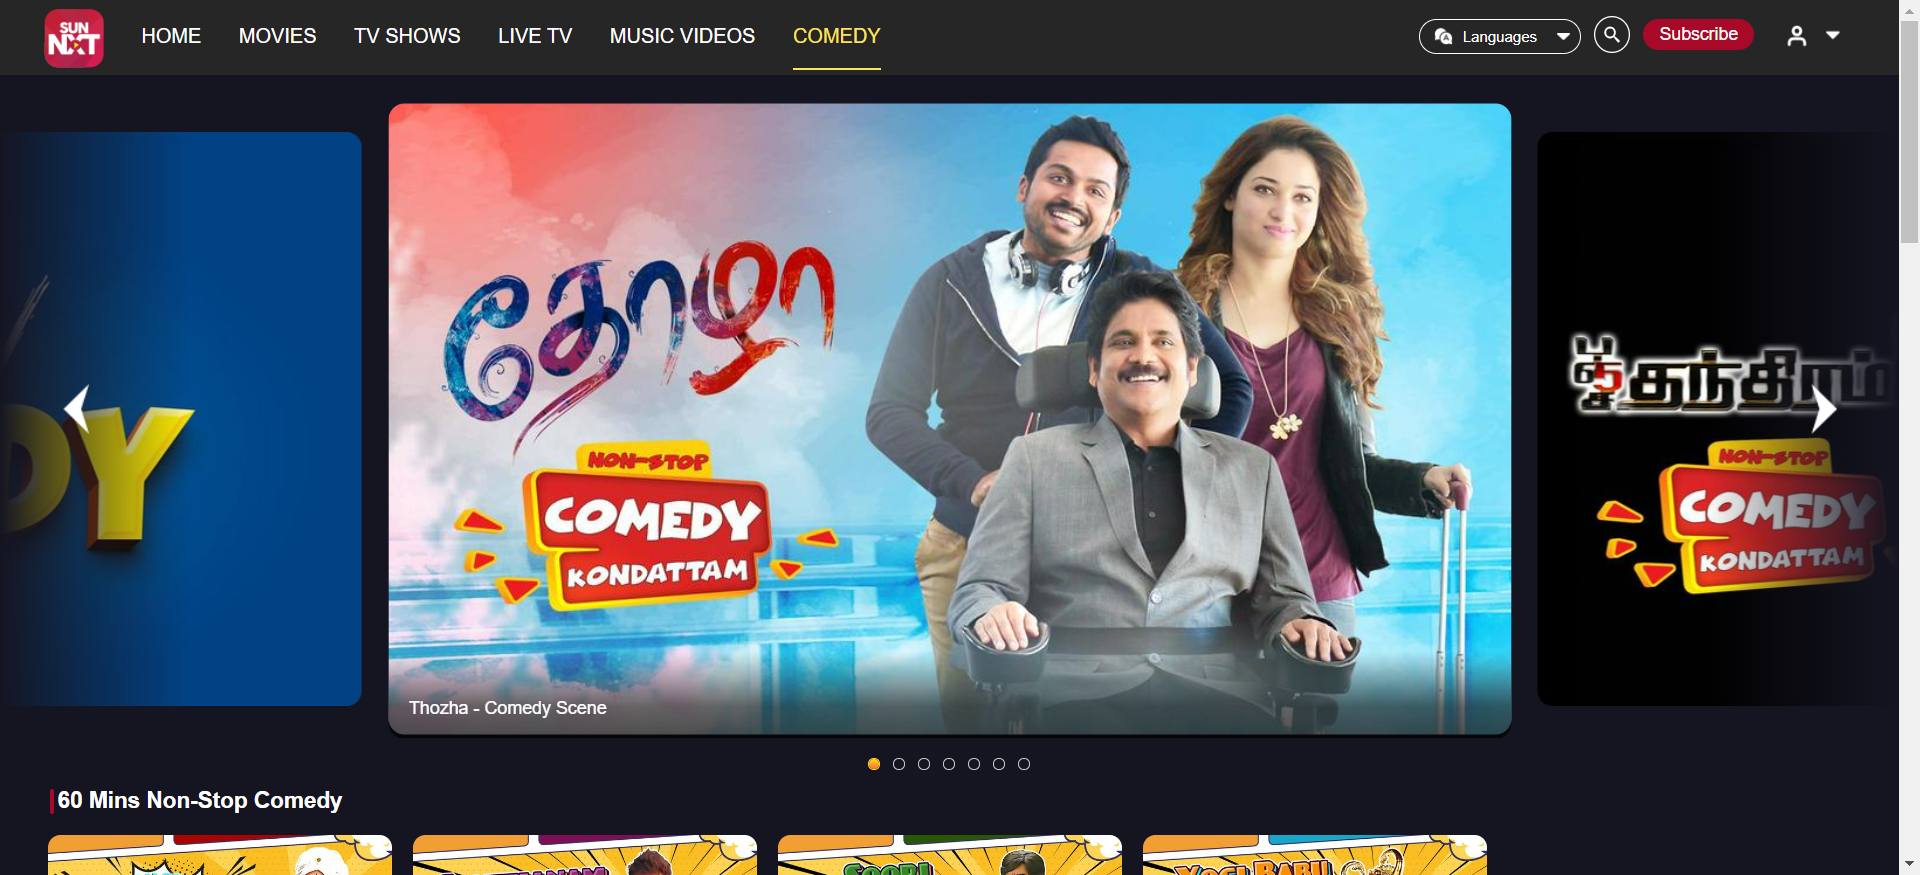 SUN
NXT
HOME
MOVIES
TV SHOWS
LIVE TV
MUSIC VIDEOS
COMEDY
Languages
Subscribe
DY
தோழா
NON-STOP
COMEDY
KONDATTAM
Thozha - Comedy Scene
தந்திரம்
NON-STOP
COMEDY
KONDATTAM
60 Mins Non-Stop Comedy
SOORI
YOGI BABU